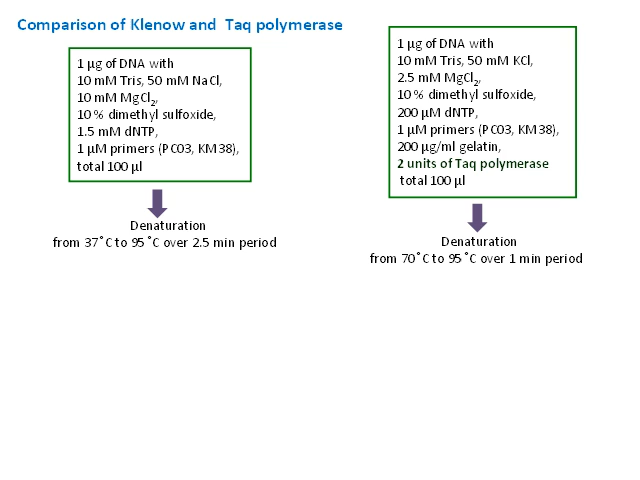 Comparison of Klenow and  Taq polymerase
1 µg of DNA with
10 mM Tris, 50 mM NaCl,
10 mM MgCl2,
10 % dimethyl sulfoxide,
1.5 mM dNTP,
1 µM primers (PC03, KM38),
total 100 µl
Denaturation
from 37˚C to 95 ˚C over 2.5 min period
1 µg of DNA with
10 mM Tris, 50 mM KCl,
2.5 mM MgCl2,
10 % dimethyl sulfoxide,
200 µM dNTP,
1 µM primers (PC03, KM38),
200 µg/ml gelatin,
2 units of Taq polymerase
total 100 µl
Denaturation
from 70˚C to 95 ˚C over 1 min period